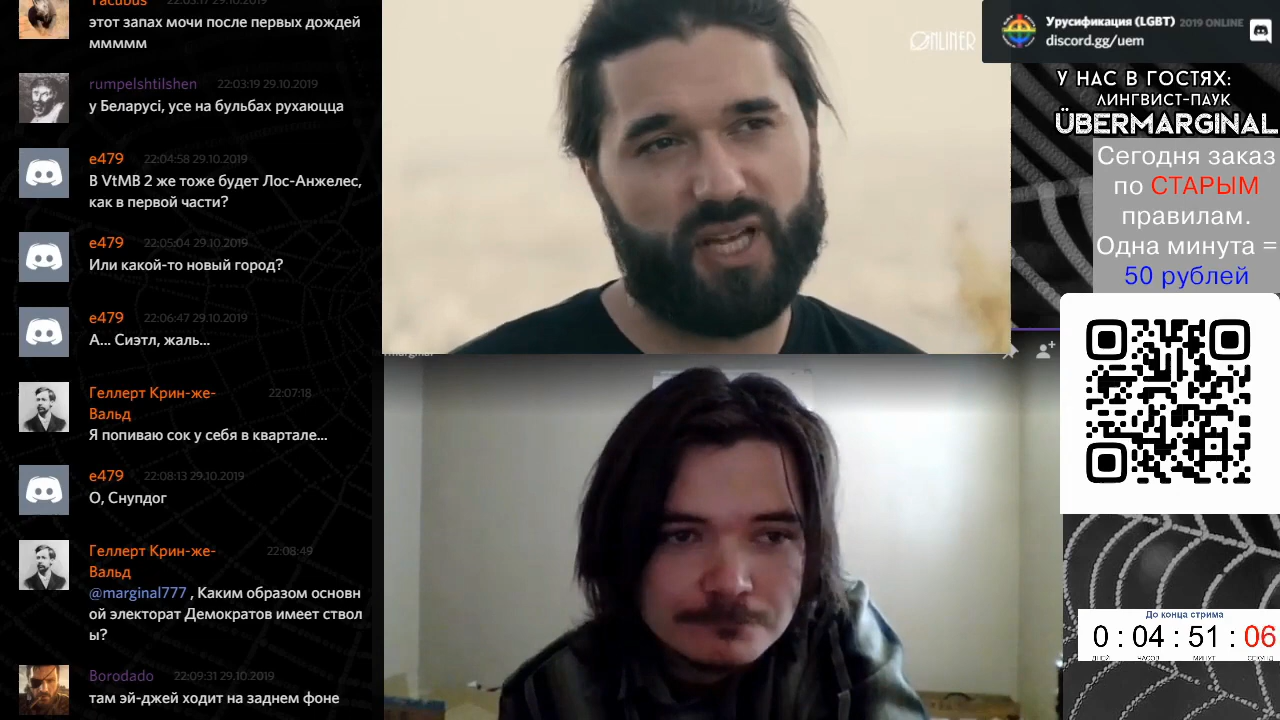 Yacubus 22:03:17 29.10.2019
этот запах мочи после первых дождей
ммммм
rumpelshtilshen 22:03:19 29.10.2019
у Беларусі, усе на бульбах рухаюцца
e479 22:04:58 29.10.2019
В VtMB 2 же тоже будет Лос-Анжелес,
как в первой части?
e479 22:05:04 29.10.2019
Или какой-то новый город?
e479 22:06:47 29.10.2019
А... Сиэтл, жаль...
Геллерт Крин-же- 22:07:18
Вальд
Я попиваю сок у себя в квартале...
e479 22:08:13 29.10.2019
О, Снупдог
Геллерт Крин-же- 22:08:49
Вальд
@marginal777 , Каким образом основн
ой электорат Демократов имеет ствол
ы?
Borodado 22:09:31 29.10.2019
там эй-джей ходит на заднем фоне
ONLINER
Урусификация (LGBT) 2019 ONLINE
discord.gg/uem
У НАС В ГОСТЯХ:
ЛИНГВИСТ-ПАУК
ÜBERMARGINAL
Сегодня заказ
по СТАРЫМ
правилам.
Одна минута =
50 рублей
До конца стрима
0 : 04 : 51 : 06
ДНЕЙ ЧАСОВ МИНУТ СЕКУНД